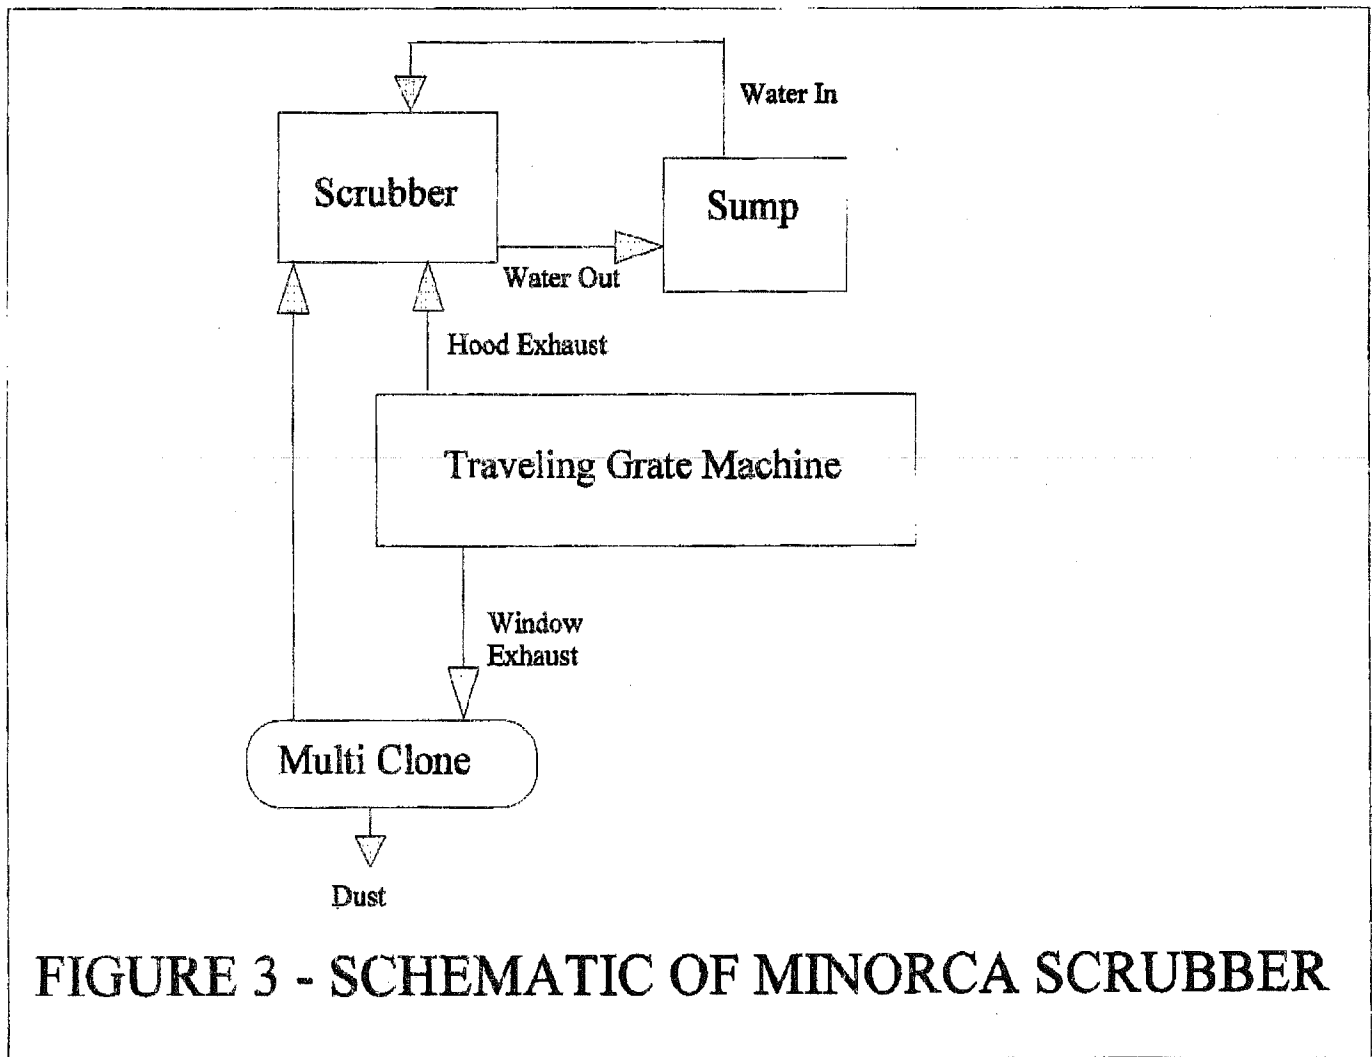 Water In
Scrubber
Sump
Water Out
Hood Exhaust
Traveling Grate Machine
Window
Exhaust
Multi Clone
Dust
FIGURE 3 - SCHEMATIC OF MINORCA SCRUBBER